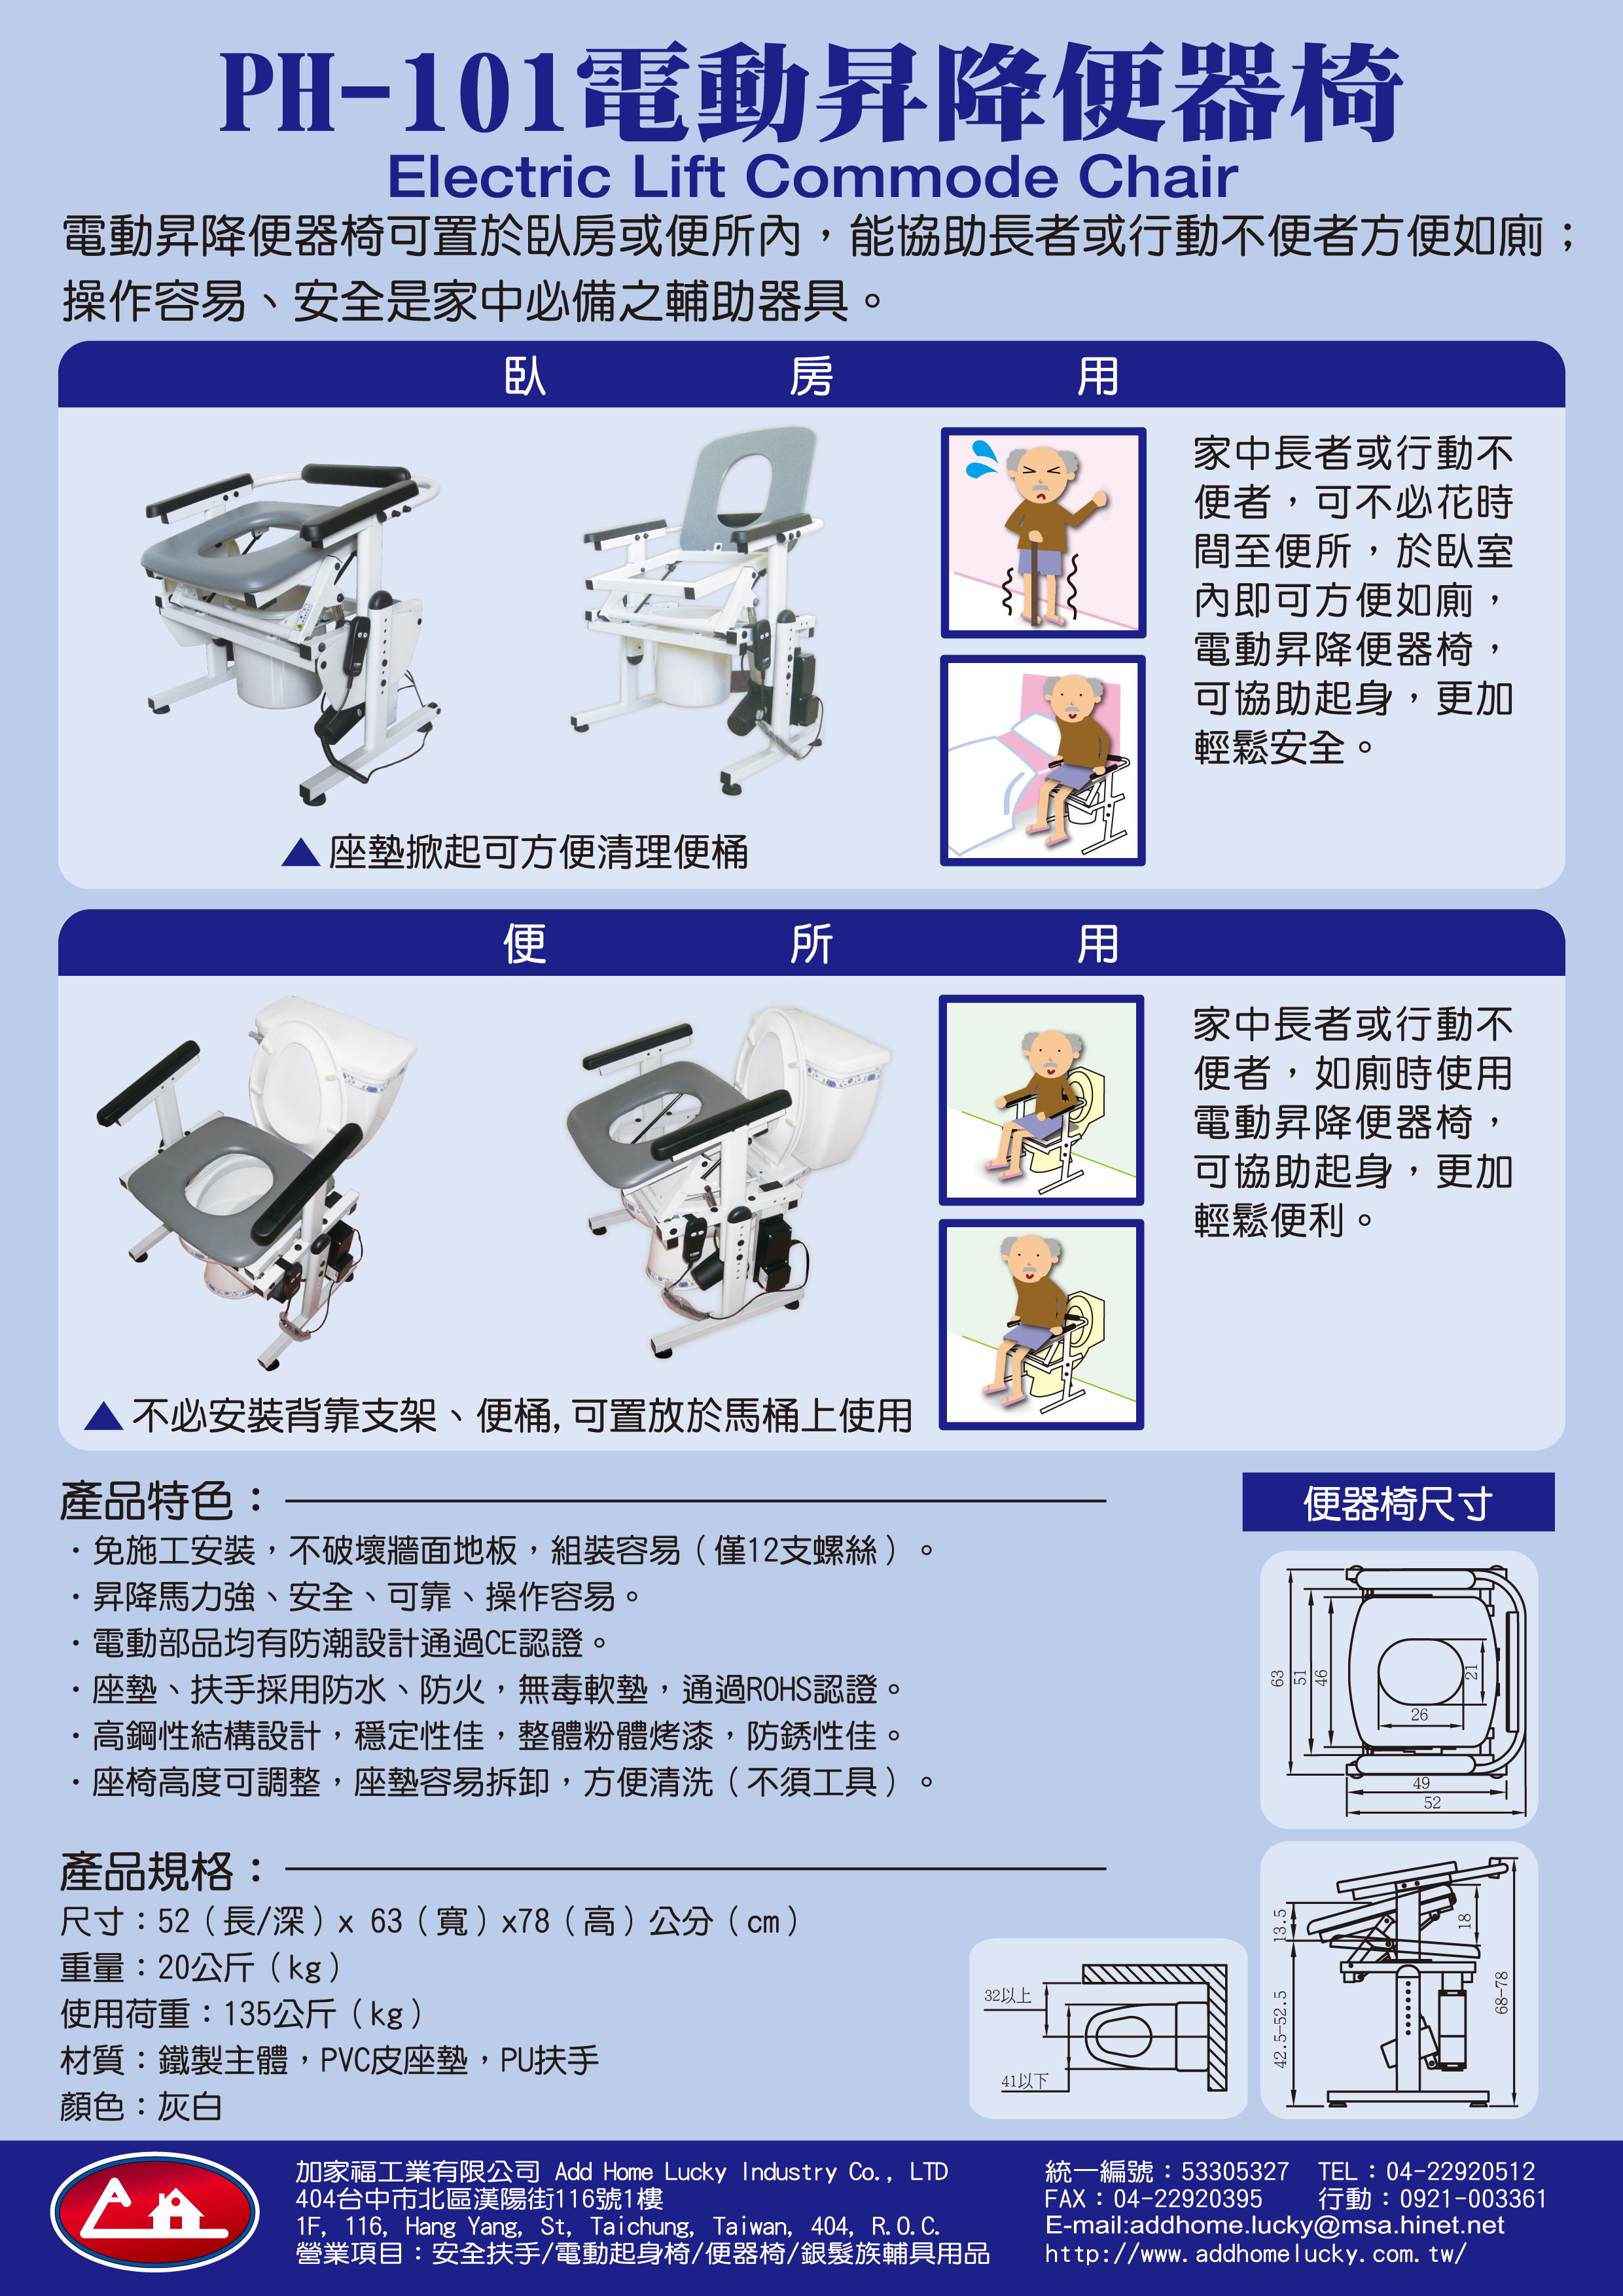 PH-101電動昇降便器椅
Electric Lift Commode Chair
電動昇降便器椅可置於臥房或便所內，能協助長者或行動不便者方便如廁；
操作容易、安全是家中必備之輔助器具。
臥房用
家中長者或行動不
便者，可不必花時
間至便所，於臥室
內即可方便如廁，
電動昇降便器椅，
可協助起身，更加
輕鬆安全。
▲座墊掀起可方便清理便桶
便所用
家中長者或行動不
便者，如廁時使用
電動昇降便器椅，
可協助起身，更加
輕鬆便利。
▲不必安裝背靠支架、便桶,可置放於馬桶上使用
產品特色：
・免施工安裝，不破壞牆面地板，組裝容易（僅12支螺絲）。
・昇降馬力強、安全、可靠、操作容易。
・電動部品均有防潮設計通過CE認證。
・座墊、扶手採用防水、防火，無毒軟墊，通過ROHS認證。
・高鋼性結構設計，穩定性佳，整體粉體烤漆，防銹性佳。
・座椅高度可調整，座墊容易拆卸，方便清洗（不須工具）。
便器椅尺寸
63
51
46
21
26
49
52
產品規格：
尺寸：52（長/深）x 63（寬）x78（高）公分（cm）
重量：20公斤（kg）
使用荷重：135公斤（kg）
材質：鐵製主體，PVC皮座墊，PU扶手
顏色：灰白
32以上
41以下
13.5
18
42.5-52.5
68-78
加家福工業有限公司 Add Home Lucky Industry Co., LTD
404台中市北區漢陽街116號1樓
1F, 116, Hang Yang, St, Taichung, Taiwan, 404, R.O.C.
營業項目：安全扶手/電動起身椅/便器椅/銀髮族輔具用品
統一編號：53305327 TEL：04-22920512
FAX：04-22920395 行動：0921-003361
E-mail:addhome.lucky@msa.hinet.net
http://www.addhomelucky.com.tw/